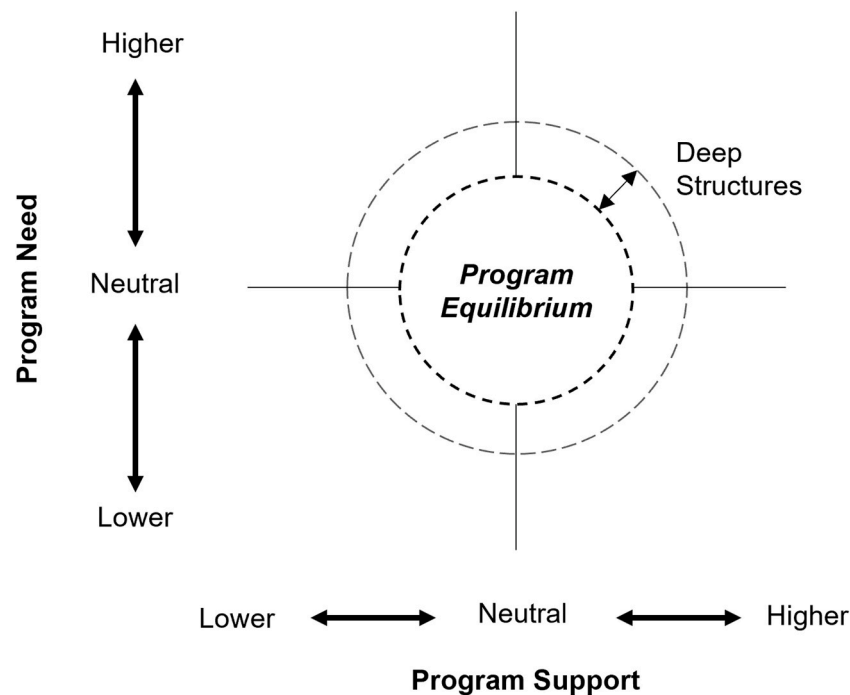 Higher
Deep
Structures
Program Need
Neutral
Program
Equilibrium
Lower
Lower
Neutral
Higher
Program Support